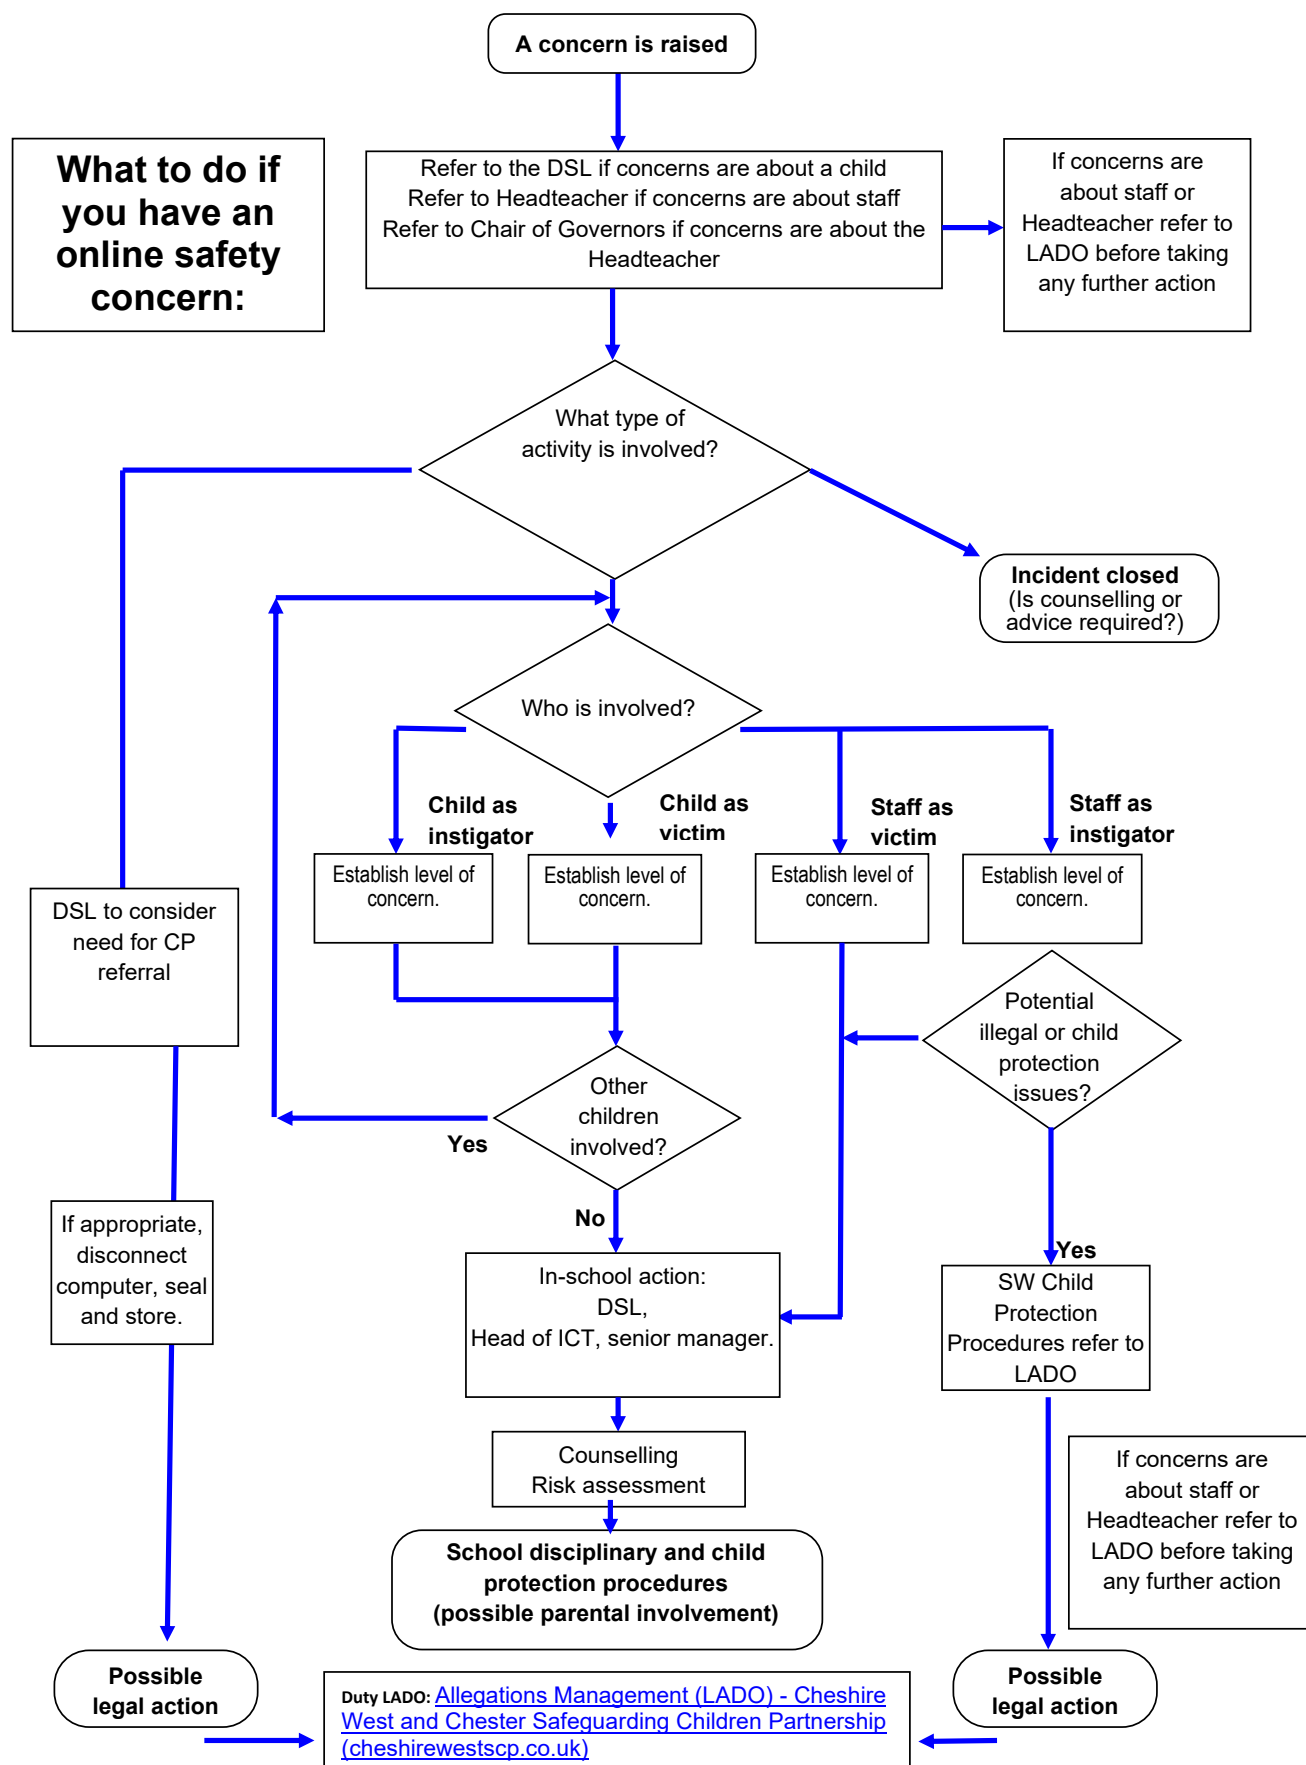 A concern is raised
What to do if
you have an
online safety
concern:
Refer to the DSL if concerns are about a child
Refer to Headteacher if concerns are about staff
Refer to Chair of Governors if concerns are about the
Headteacher
If concerns are
about staff or
Headteacher refer to
LADO before taking
any further action
What type of
activity is involved?
Incident closed
(Is counselling or
advice required?)
Who is involved?
Child as
instigator
Child as
victim
Staff as
victim
Staff as
instigator
Establish level of
concern.
Establish level of
concern.
Establish level of
concern.
Establish level of
concern.
DSL to consider
need for CP
referral
Potential
illegal or child
protection
issues?
Other
children
involved?
Yes
No
If appropriate,
disconnect
computer, seal
and store.
In-school action:
DSL,
Head of ICT, senior manager.
Yes
SW Child
Protection
Procedures refer to
LADO
Counselling
Risk assessment
If concerns are
about staff or
Headteacher refer to
LADO before taking
any further action
School disciplinary and child
protection procedures
(possible parental involvement)
Possible
legal action
Possible
legal action
Duty LADO: Allegations Management (LADO) - Cheshire
West and Chester Safeguarding Children Partnership
(cheshirewestscp.co.uk)